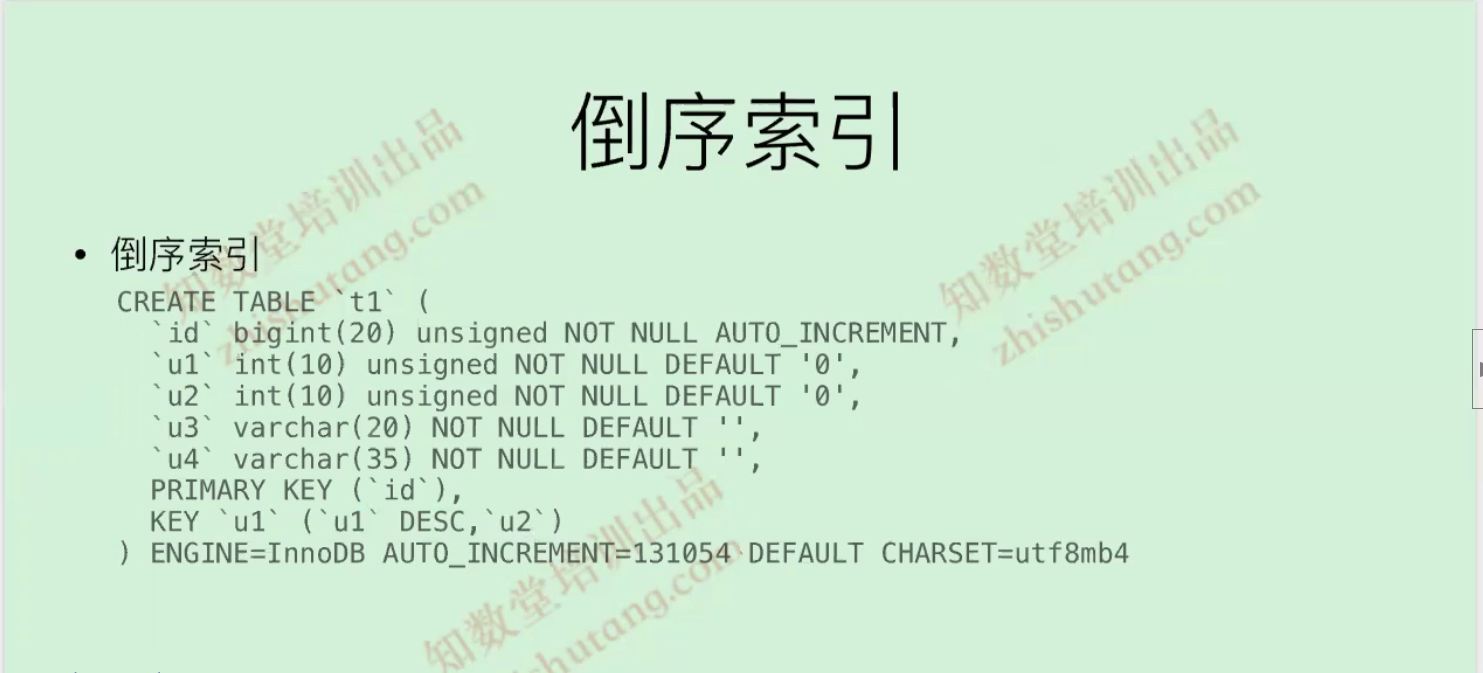 倒序索引
• 倒序索引
CREATE TABLE `t1` (
`id` bigint(20) unsigned NOT NULL AUTO_INCREMENT,
`u1` int(10) unsigned NOT NULL DEFAULT '0',
`u2` int(10) unsigned NOT NULL DEFAULT '0',
`u3` varchar(20) NOT NULL DEFAULT '',
`u4` varchar(35) NOT NULL DEFAULT '',
PRIMARY KEY (`id`),
KEY `u1` (`u1` DESC,`u2`)
) ENGINE=InnoDB AUTO_INCREMENT=131054 DEFAULT CHARSET=utf8mb4
知数堂培训出品
zhishutang.com
知数堂培训出品
zhishutang.com
知数堂培训出品
shutang.com